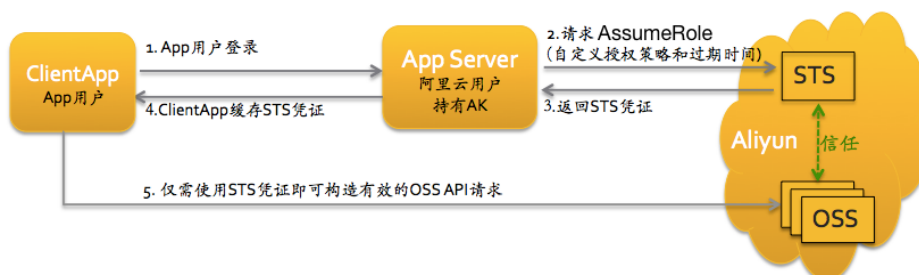 ClientApp
App用户
1. App用户登录
4.ClientApp缓存STS凭证
App Server
阿里云用户
持有AK
2.请求 AssumeRole
(自定义授权策略和过期时间)
3.返回STS凭证
STS
Aliyun
信任
5. 仅需使用STS凭证即可构造有效的OSS API请求
OSS